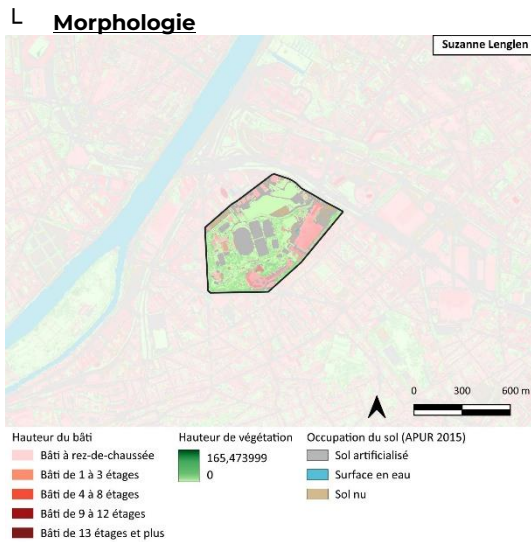 L
Morphologie
Suzanne Lenglen
0 300 600 m
Hauteur du bâti
Bâti à rez-de-chaussée
Bâti de 1 à 3 étages
Bâti de 4 à 8 étages
Bâti de 9 à 12 étages
Bâti de 13 étages et plus
Hauteur de végétation
165,473999
0
Occupation du sol (APUR 2015)
Sol artificialisé
Surface en eau
Sol nu